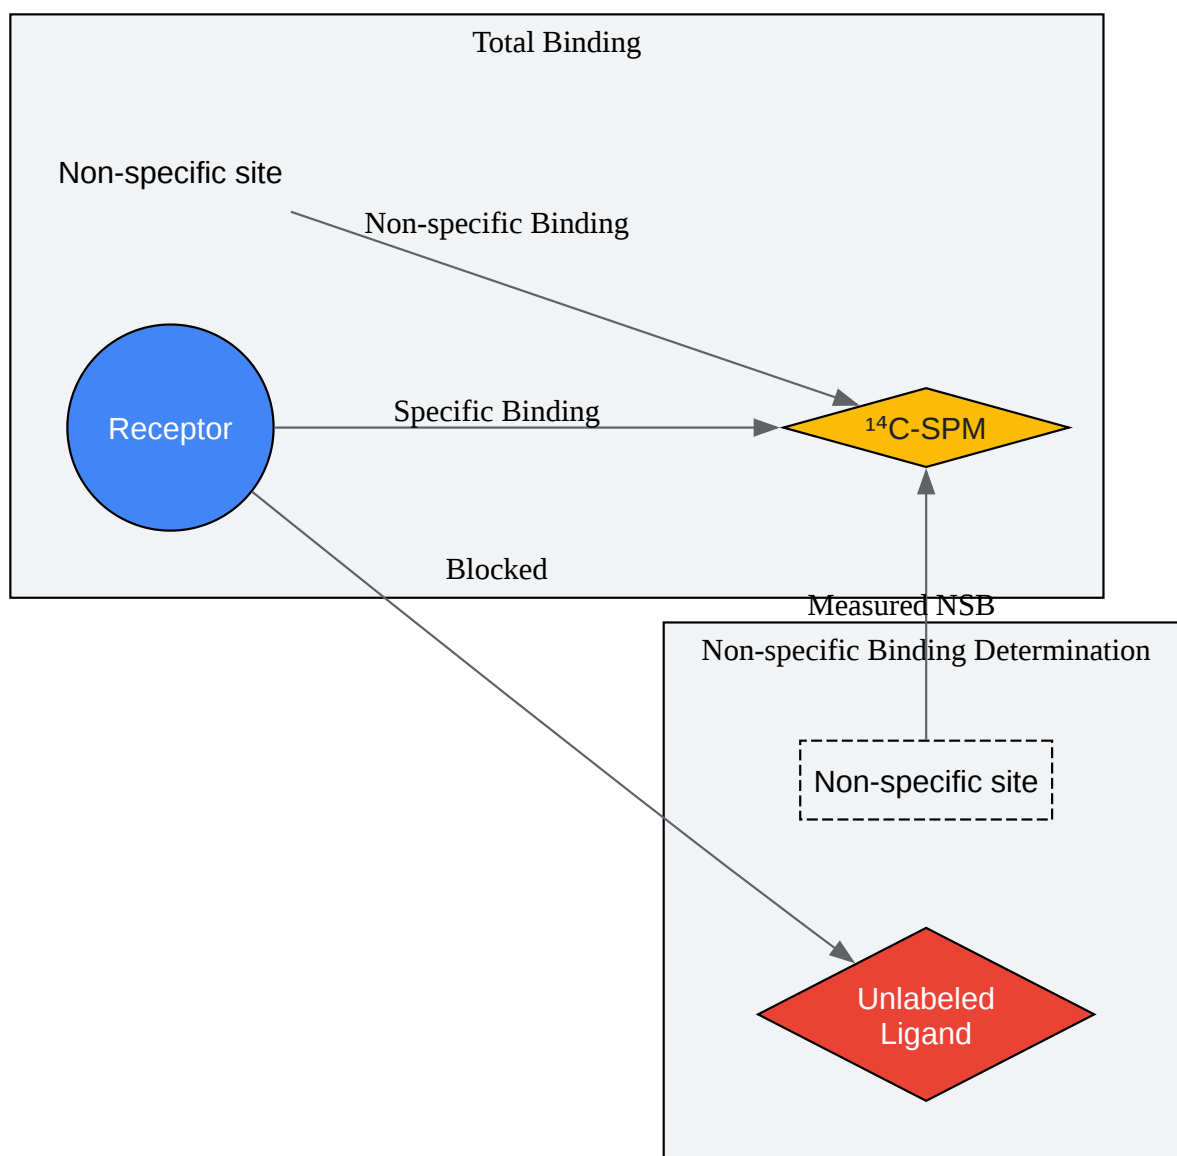 Total Binding
Non-specific site
Non-specific Binding
Receptor
Specific Binding
¹⁴C-SPM
Blocked
Measured NSB
Non-specific Binding Determination
Non-specific site
Unlabeled
Ligand